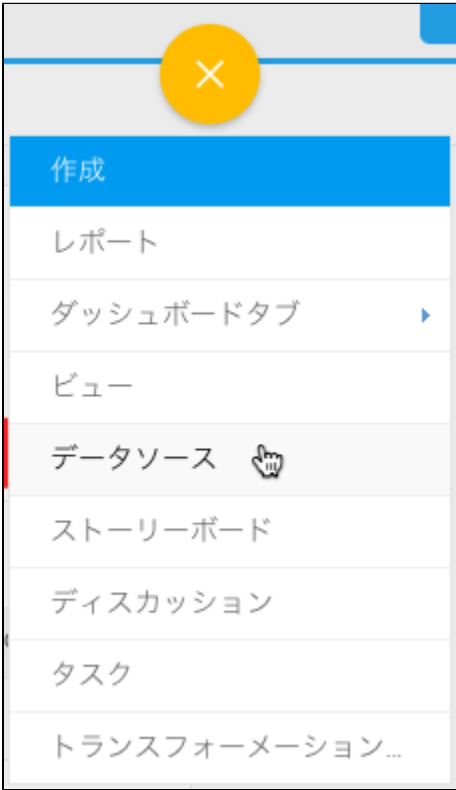 作成
レポート
ダッシュボードタブ
ビュー
データソース
ストーリーボード
ディスカッション
タスク
トランスフォーメーション...